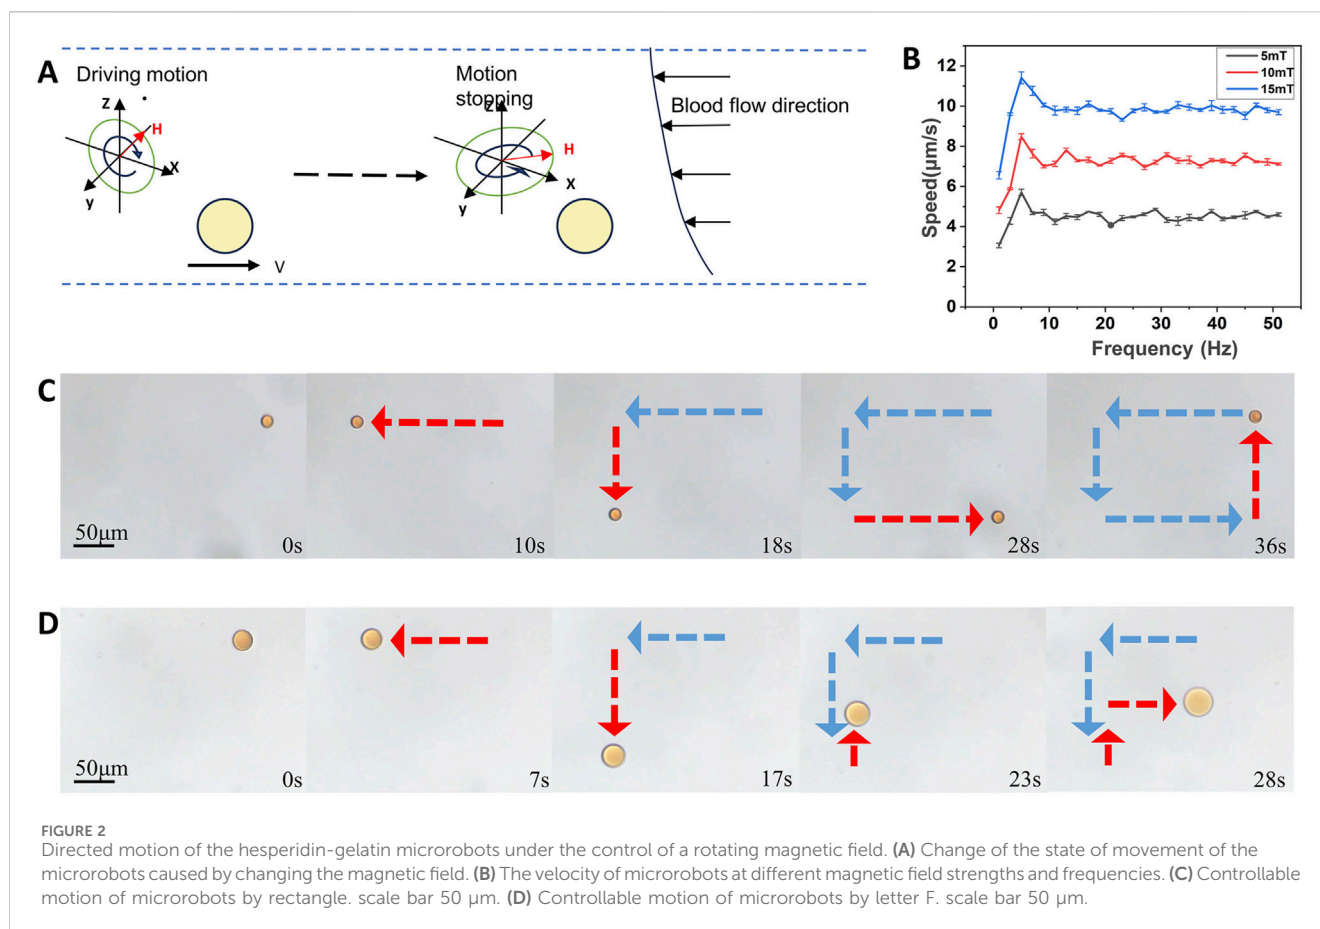 A
Driving motion
Z
H
X
y
V
Motion
stopping
Z
H
X
y
Blood flow direction
B
5mT
10mT
15mT
12
10
8
6
4
2
0
Speed(μm/s)
0 10 20 30 40 50
Frequency (Hz)
C
50μm
0s
10s
18s
28s
36s
D
50μm
0s
7s
17s
23s
28s
FIGURE 2
Directed motion of the hesperidin-gelatin microrobots under the control of a rotating magnetic field. (A) Change of the state of movement of the
microrobots caused by changing the magnetic field. (B) The velocity of microrobots at different magnetic field strengths and frequencies. (C) Controllable
motion of microrobots by rectangle. scale bar 50 μm. (D) Controllable motion of microrobots by letter F. scale bar 50 μm.